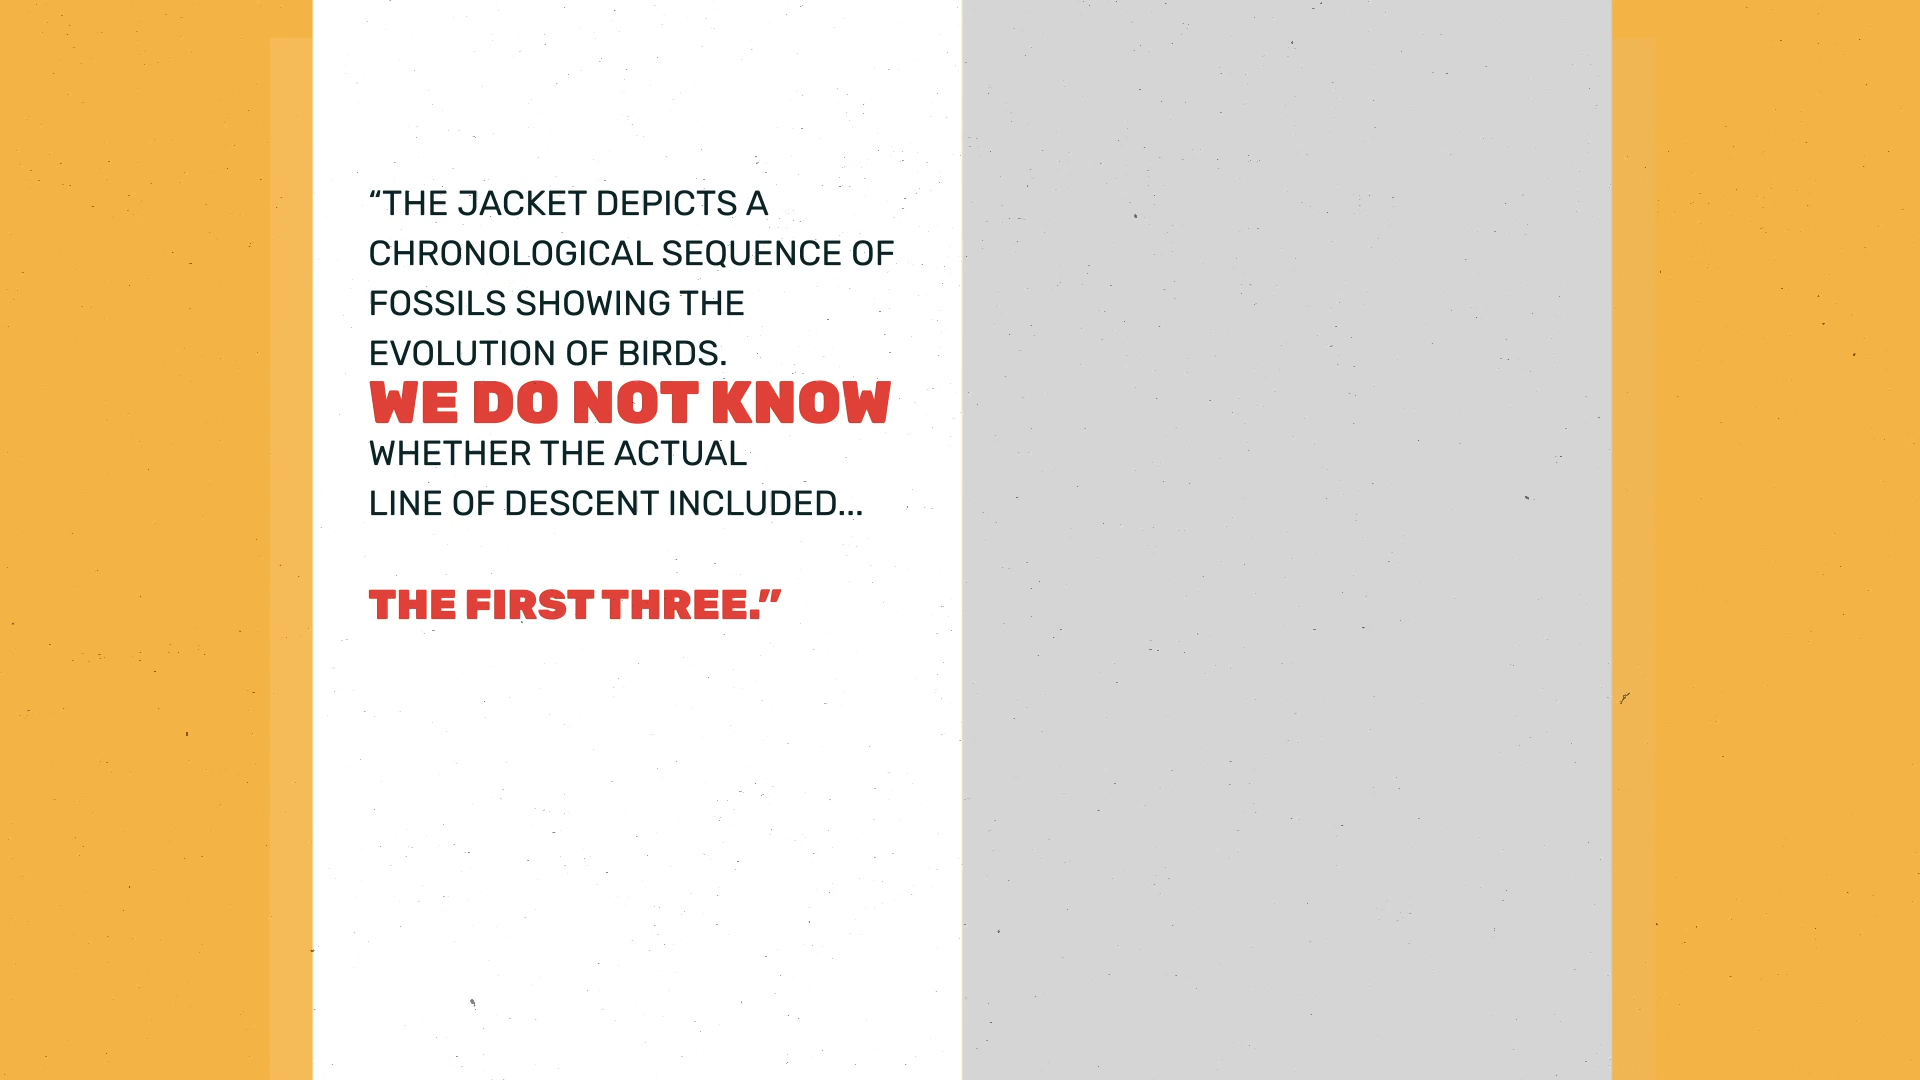 “THE JACKET DEPICTS A
CHRONOLOGICAL SEQUENCE OF
FOSSILS SHOWING THE
EVOLUTION OF BIRDS.
WE DO NOT KNOW
WHETHER THE ACTUAL
LINE OF DESCENT INCLUDED...
THE FIRST THREE.”